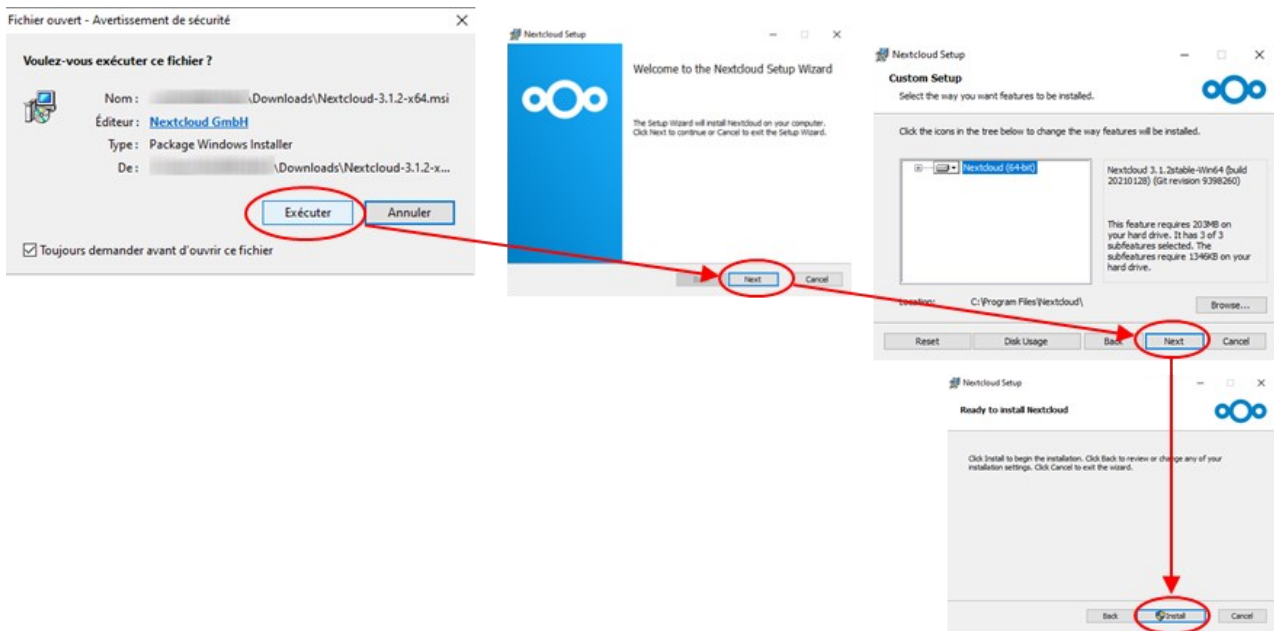 Fichier ouvert - Avertissement de sécurité
Voulez-vous exécuter ce fichier ?
Nom : \Downloads\Nextcloud-3.1.2-x64.msi
Éditeur : Nextcloud GmbH
Type : Package Windows Installer
De : \Downloads\Nextcloud-3.1.2-x...
Exécuter Annuler
Toujours demander avant d'ouvrir ce fichier
Nextcloud Setup
Welcome to the Nextcloud Setup Wizard
The Setup Wizard will install Nextcloud on your computer.
Click Next to continue or Cancel to exit the Setup Wizard.
Next Cancel
Nextcloud Setup
Custom Setup
Select the way you want features to be installed.
Click the icons in the tree below to change the way features will be installed.
Nextcloud (64-bit)
Nextcloud 3.1.2stable-Win64 (build
20210128) (Git revision 9398260)
This feature requires 203MB on
your hard drive. It has 3 of 3
subfeatures selected. The
subfeatures require 1346KB on your
hard drive.
Location: C:\Program Files\Nextcloud\
Browse...
Reset Disk Usage Back Next Cancel
Nextcloud Setup
Ready to install Nextcloud
Click Install to begin the installation. Click Back to review or change any of your
installation settings. Click Cancel to exit the wizard.
Back Install Cancel